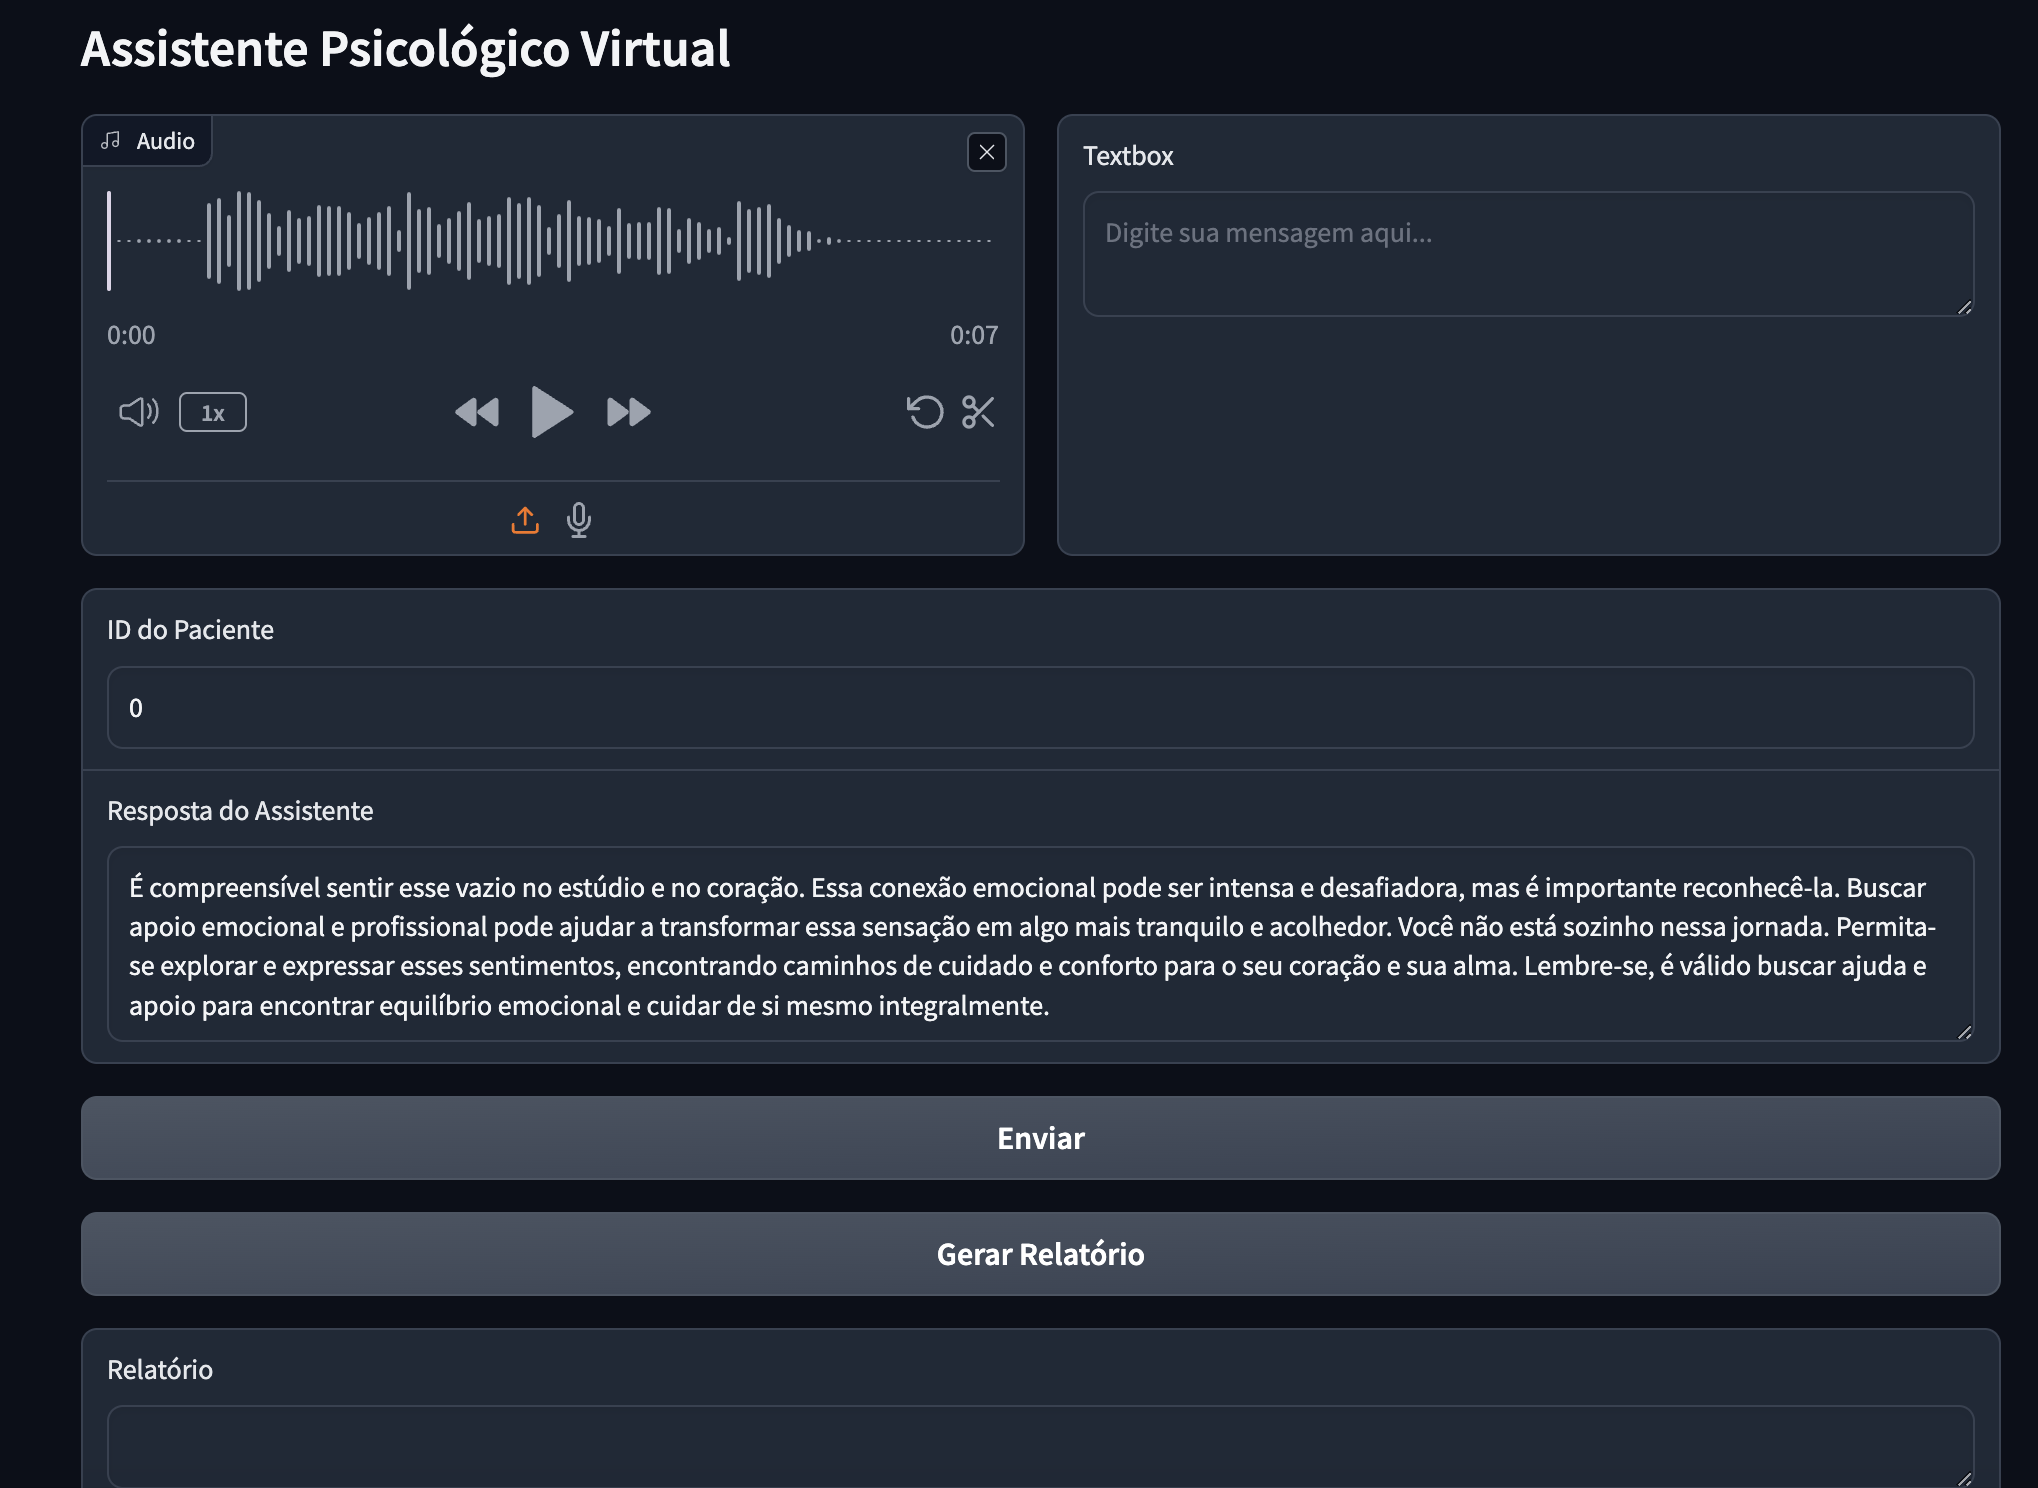 Assistente Psicológico Virtual
Audio
0:00
0:07
1x
Textbox
Digite sua mensagem aqui...
ID do Paciente
0
Resposta do Assistente
É compreensível sentir esse vazio no estúdio e no coração. Essa conexão emocional pode ser intensa e desafiadora, mas é importante reconhecê-la. Buscar
apoio emocional e profissional pode ajudar a transformar essa sensação em algo mais tranquilo e acolhedor. Você não está sozinho nessa jornada. Permita-
se explorar e expressar esses sentimentos, encontrando caminhos de cuidado e conforto para o seu coração e sua alma. Lembre-se, é válido buscar ajuda e
apoio para encontrar equilíbrio emocional e cuidar de si mesmo integralmente.
Enviar
Gerar Relatório
Relatório